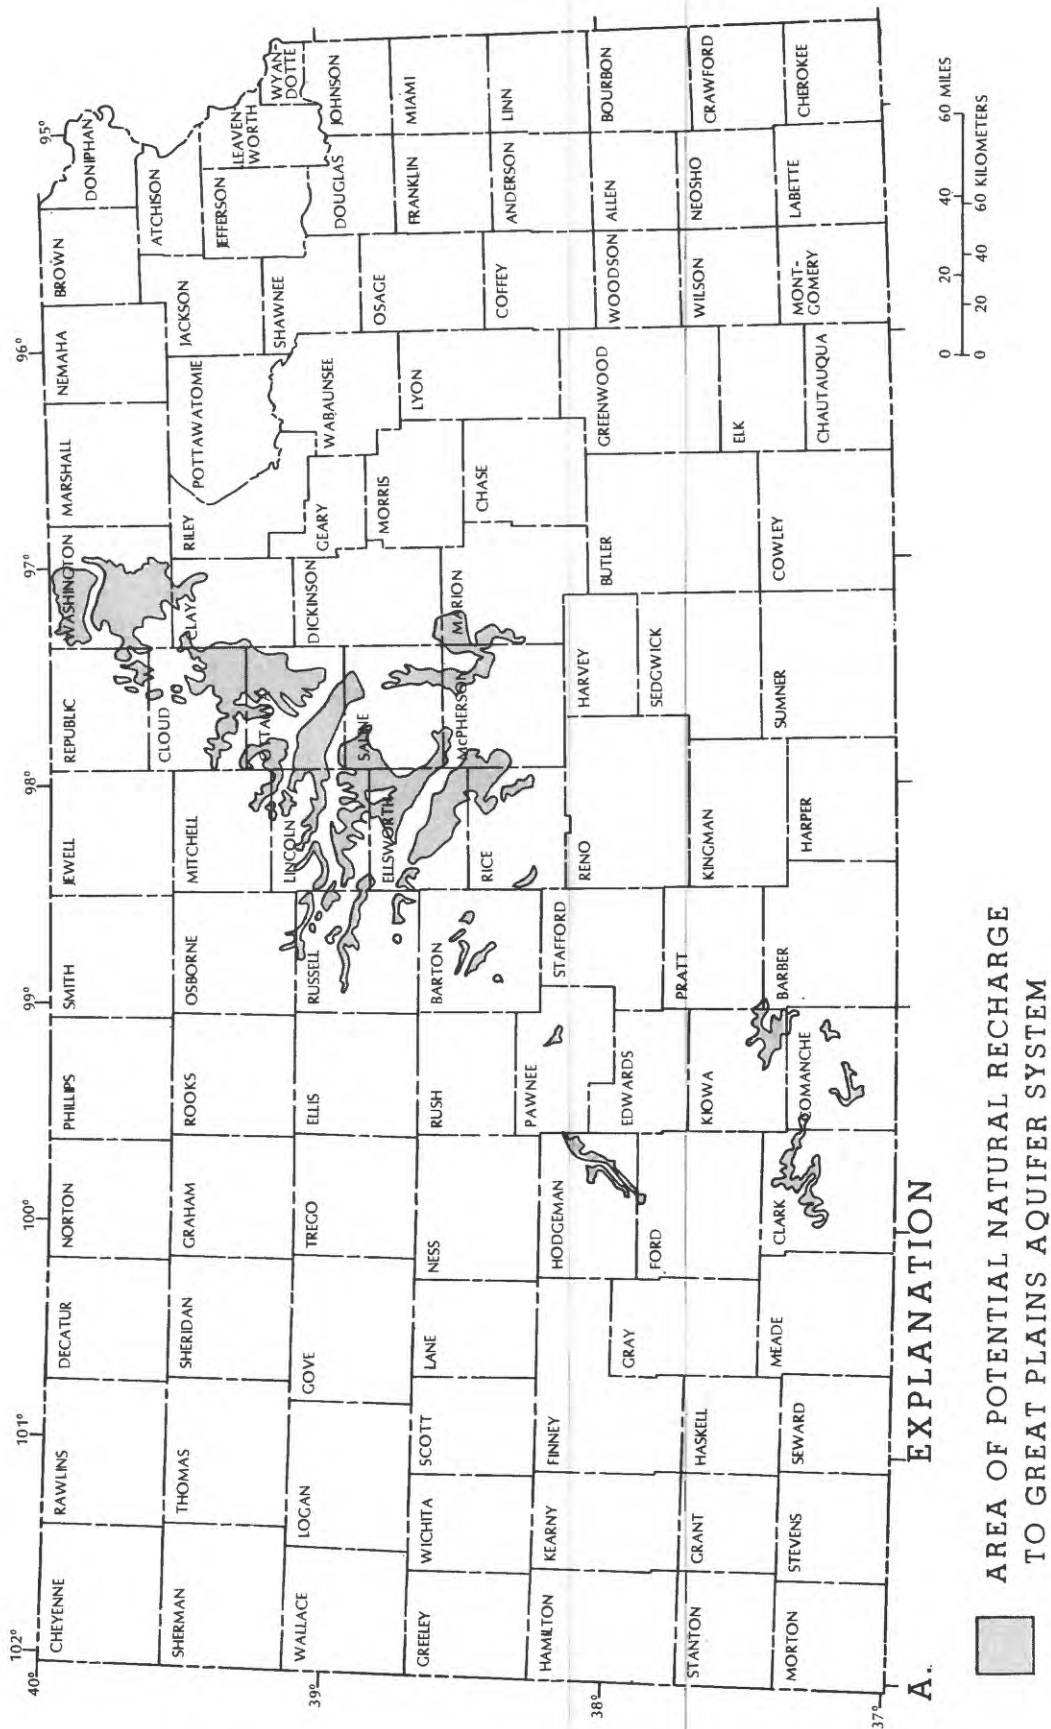 102°
101°
100°
99°
98°
97°
96°
95°
40°
39°
38°
37°
CHEYENNE
RAWLINS
DECATUR
NORTON
PHILLIPS
SMITH
JEWELL
REPUBLIC
WASHINGTON
MARSHALL
NEMAHA
BROWN
DONIPHAN
SHERMAN
THOMAS
SHERIDAN
GRAHAM
ROOKS
OSBORNE
MITCHELL
CLOUD
CLAY
RILEY
POTTAWATOMIE
JACKSON
ATCHISON
JEFFERSON
LEAVEN
WORTH
WYAN-
DOTTE
WALLACE
LOGAN
GOVE
TREGO
ELLIS
RUSSELL
LINCOLN
OTTAWA
SALINE
DICKINSON
GEARY
WABAUNSEE
SHAWNEE
DOUGLAS
JOHNSON
GREELEY
WICHITA
SCOTT
LANE
NESS
RUSH
BARTON
ELLSWORTH
RICE
McPHERSON
MARION
MORRIS
CHASE
LYON
OSAGE
COFFEY
FRANKLIN
ANDERSON
MIAMI
LINN
HAMILTON
KEARNY
FINNEY
HODGEMAN
PAWNEE
STAFFORD
RENO
HARVEY
SEDGWICK
BUTLER
GREENWOOD
WOODSON
ALLEN
BOURBON
GRAY
FORD
EDWARDS
STANTON
GRANT
HASKELL
KIOWA
PRATT
KINGMAN
ELK
WILSON
NEOSHO
CRAWFORD
MORTON
STEVENS
SEWARD
MEADE
CLARK
COMANCHE
BARBER
HARPER
SUMNER
COWLEY
CHAUTAUQUA
MONT-
GOMERY
LABETTE
CHEROKEE
0 20 40 60 MILES
0 20 40 60 KILOMETERS
A.
EXPLANATION
AREA OF POTENTIAL NATURAL RECHARGE
TO GREAT PLAINS AQUIFER SYSTEM